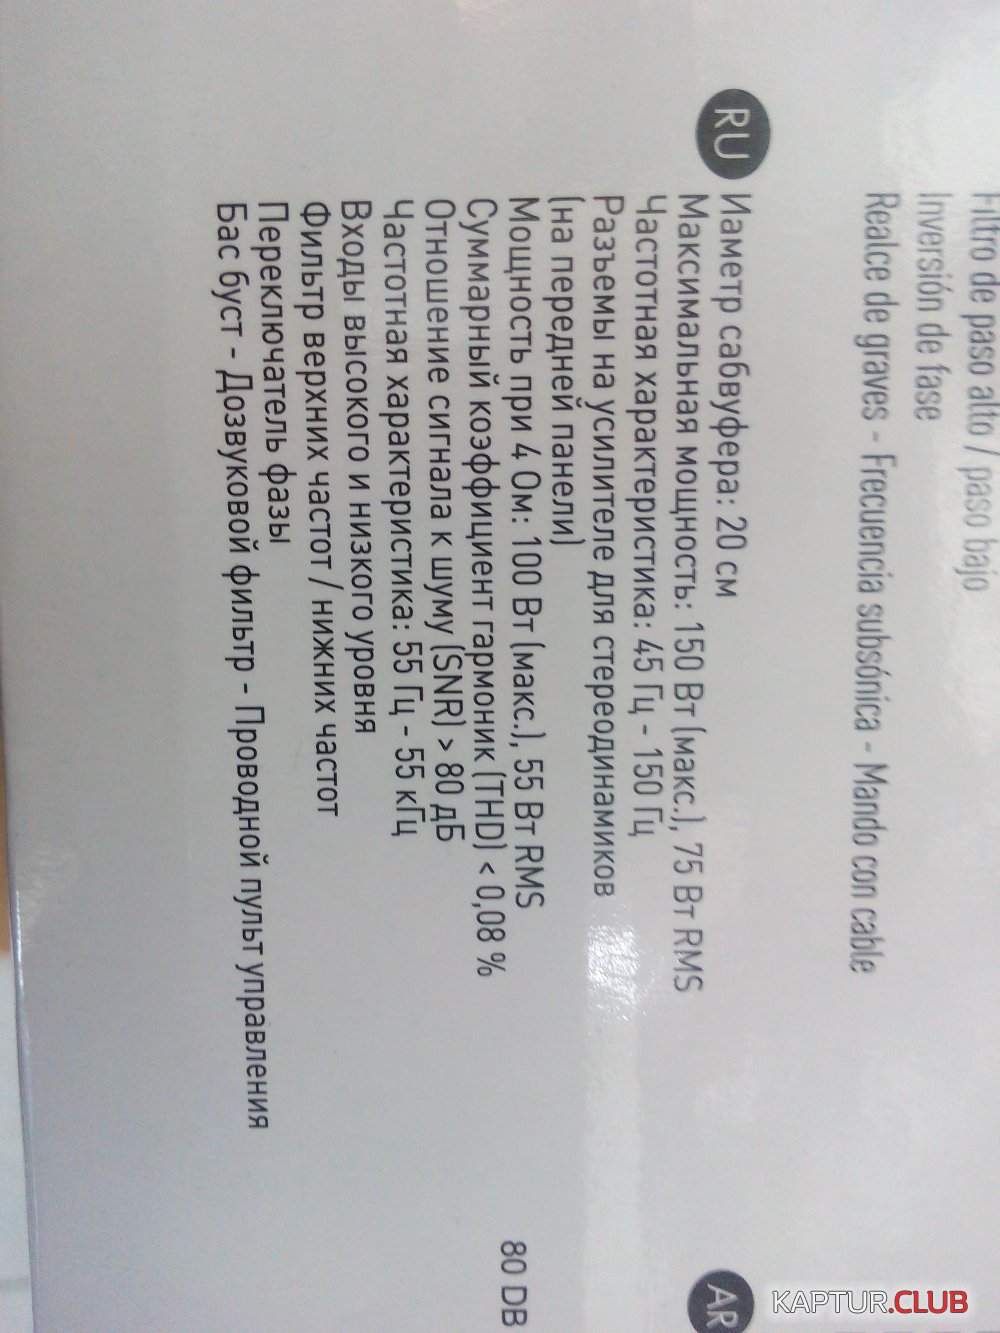 Filtro de paso alto / paso bajo
Inversión de fase
Realce de graves - Frecuencia subsónica - Mando con cable
RU
Иаметр сабвуфера: 20 см
Максимальная мощность: 150 Вт (макс.), 75 Вт RMS
Частотная характеристика: 45 Гц - 150 Гц
Разъемы на усилителе для стереодинамиков
(на передней панели)
Мощность при 4 Ом: 100 Вт (макс.), 55 Вт RMS
Суммарный коэффициент гармоник (THD) < 0,08 %
Отношение сигнала к шуму (SNR) > 80 дБ
Частотная характеристика: 55 Гц - 55 кГц
Входы высокого и низкого уровня
Фильтр верхних частот / нижних частот
Переключатель фазы
Бас буст - Дозвуковой фильтр - Проводной пульт управления
AR
80 DB
KAPTUR.CLUB